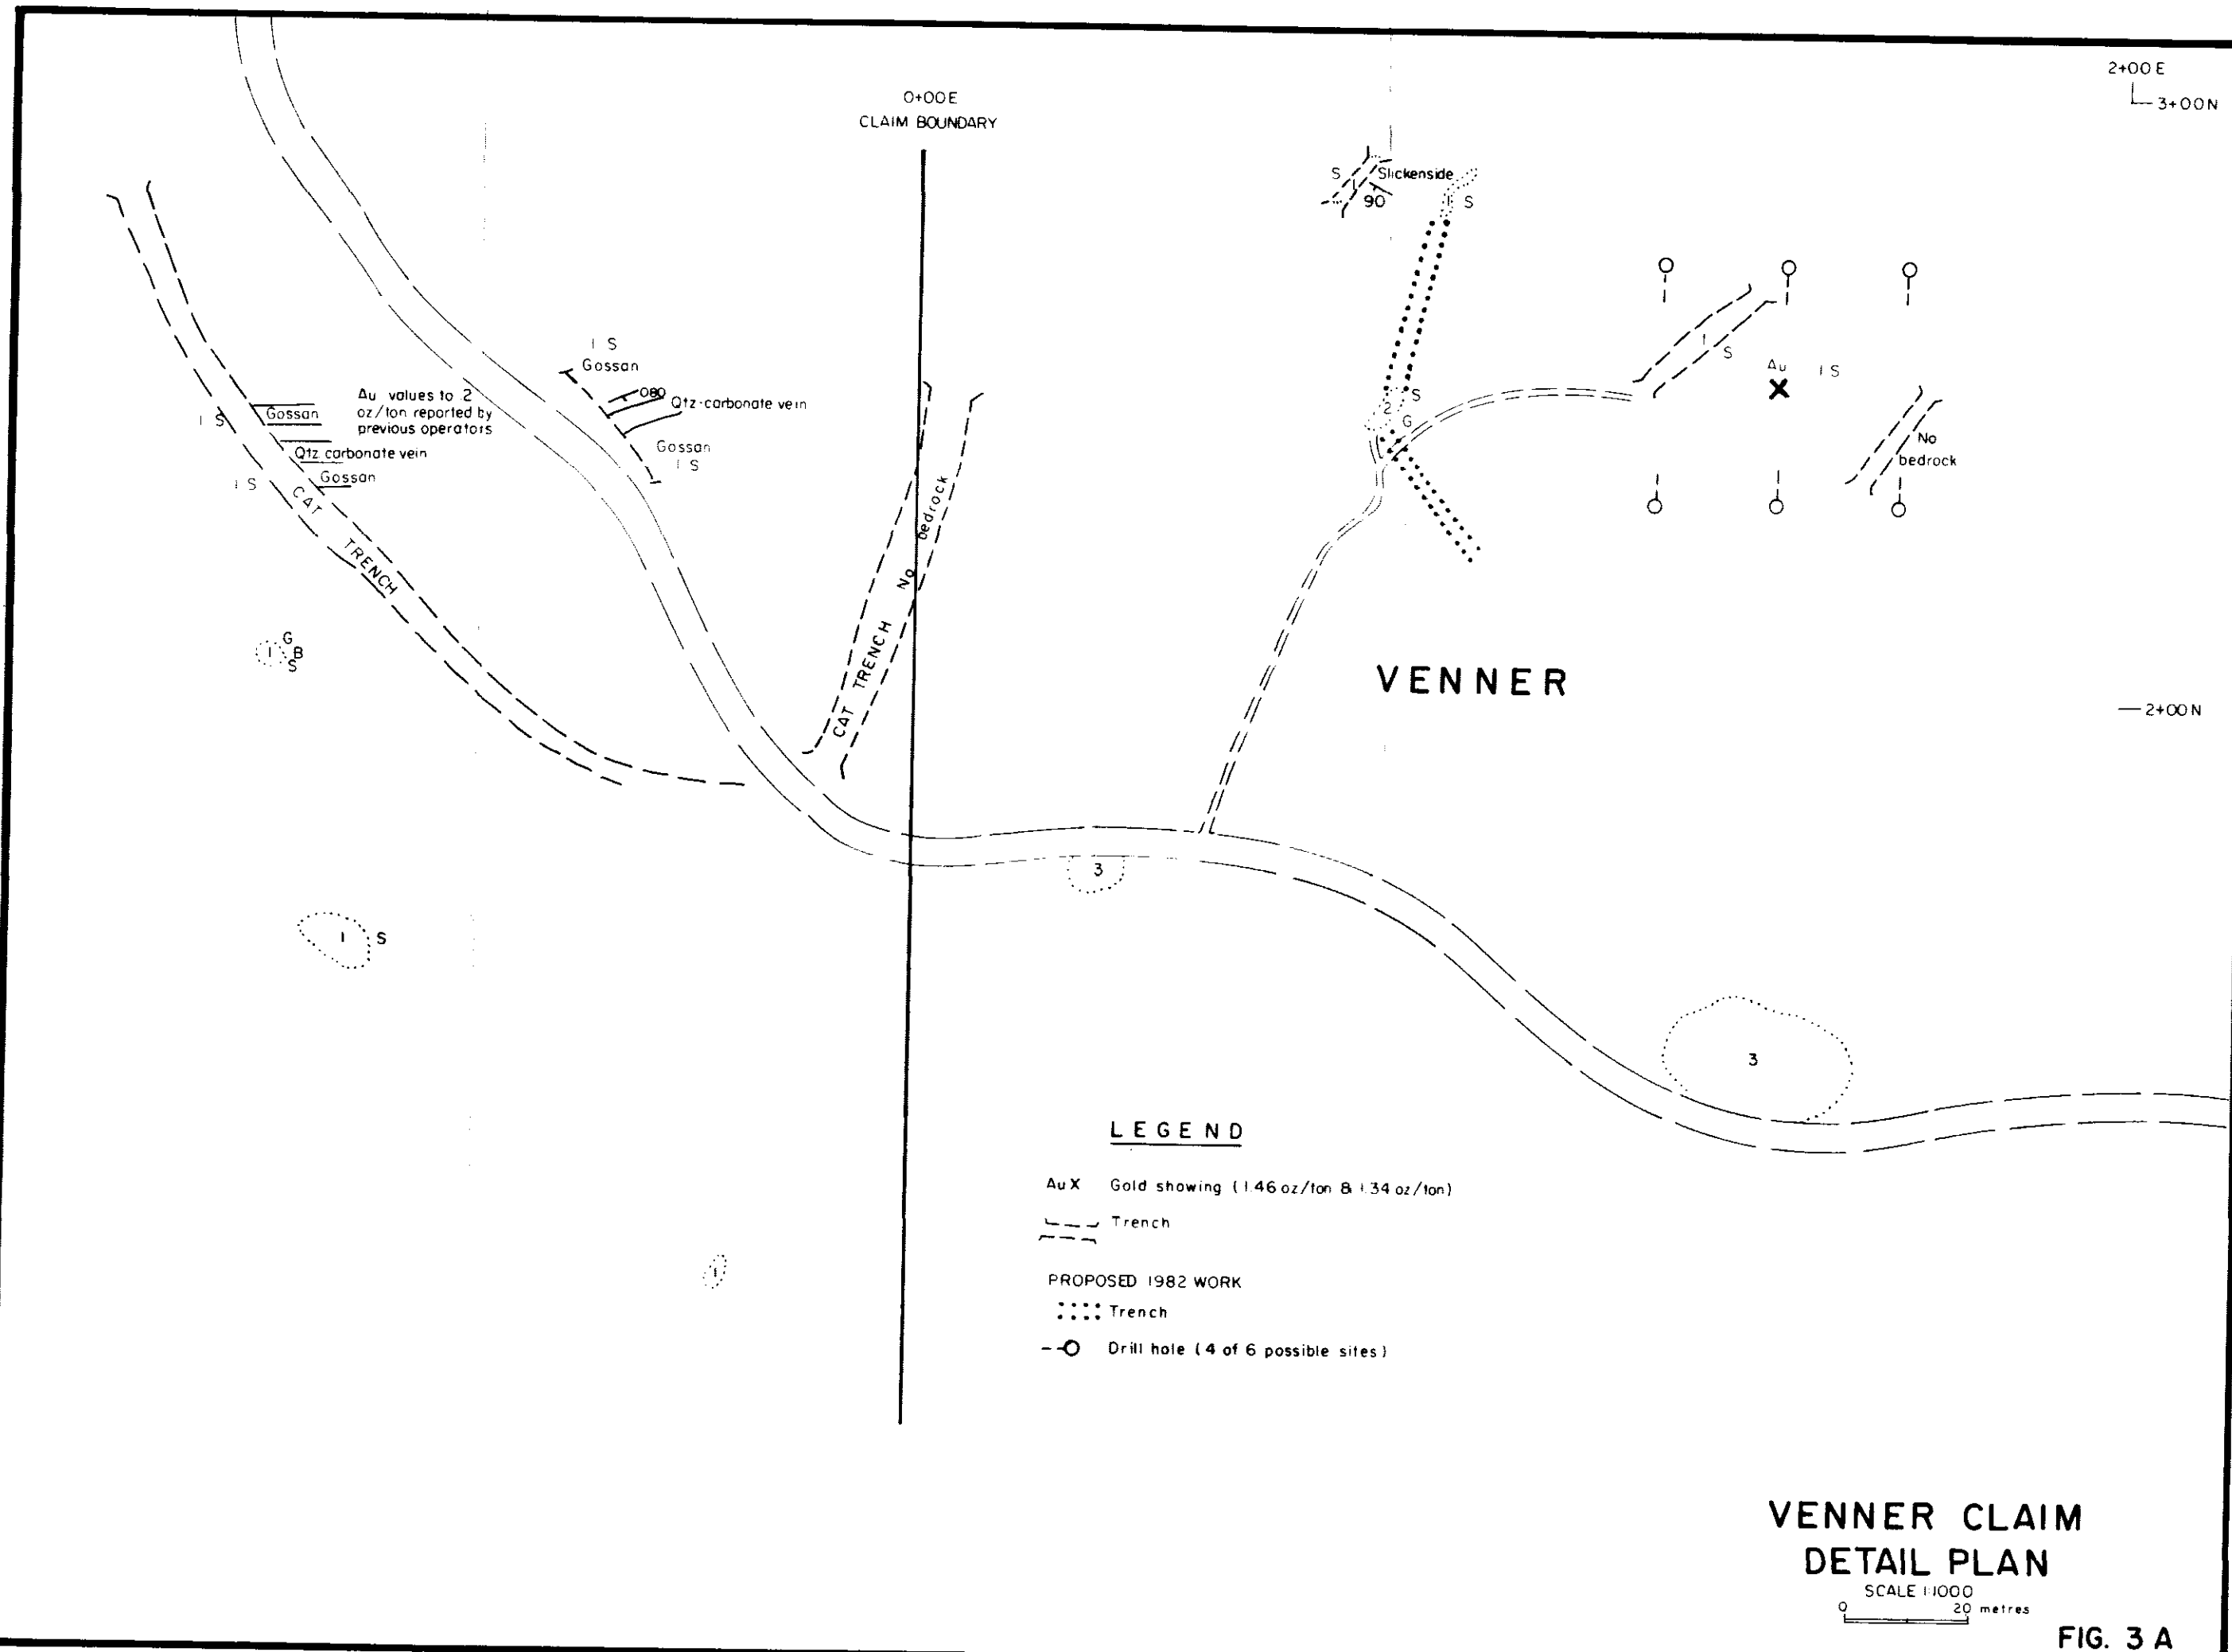 2+00 E
3+00 N
0+00 E
CLAIM BOUNDARY
S
Slickenside
1
90
1 S
1 S
Gossan
080
Qtz-carbonate vein
Gossan
1 S
Au values to .2
oz/ton reported by
previous operators
Gossan
1 S
Qtz carbonate vein
Gossan
1 S
CAT TRENCH
CAT TRENCH No bedrock
2
S
G
1
S
Au
X
1 S
No
bedrock
1
G
B
S
VENNER
2+00 N
3
1 S
3
1
LEGEND
Au X Gold showing (1.46 oz/ton & 1.34 oz/ton)
Trench
PROPOSED 1982 WORK
Trench
Drill hole (4 of 6 possible sites)
VENNER CLAIM
DETAIL PLAN
SCALE 1:1000
0 20 metres
FIG. 3 A